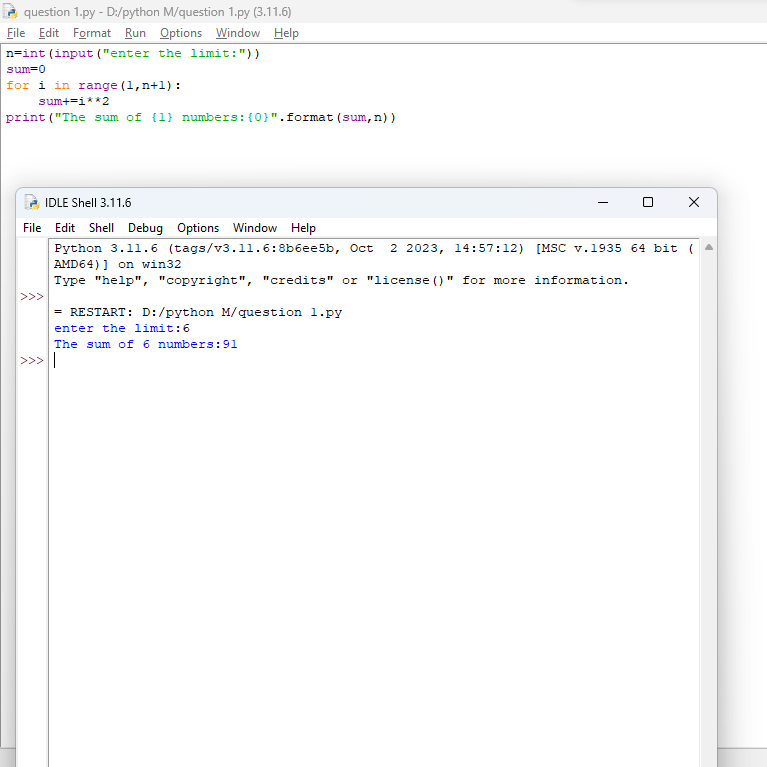 question 1.py - D:/python M/question 1.py (3.11.6)
File Edit Format Run Options Window Help
n=int(input("enter the limit:"))
sum=0
for i in range(1,n+1):
    sum+=i**2
print("The sum of {1} numbers:{0}".format(sum,n))
IDLE Shell 3.11.6
File Edit Shell Debug Options Window Help
Python 3.11.6 (tags/v3.11.6:8b6ee5b, Oct  2 2023, 14:57:12) [MSC v.1935 64 bit (
AMD64)] on win32
Type "help", "copyright", "credits" or "license()" for more information.
>>>
= RESTART: D:/python M/question 1.py
enter the limit:6
The sum of 6 numbers:91
>>>